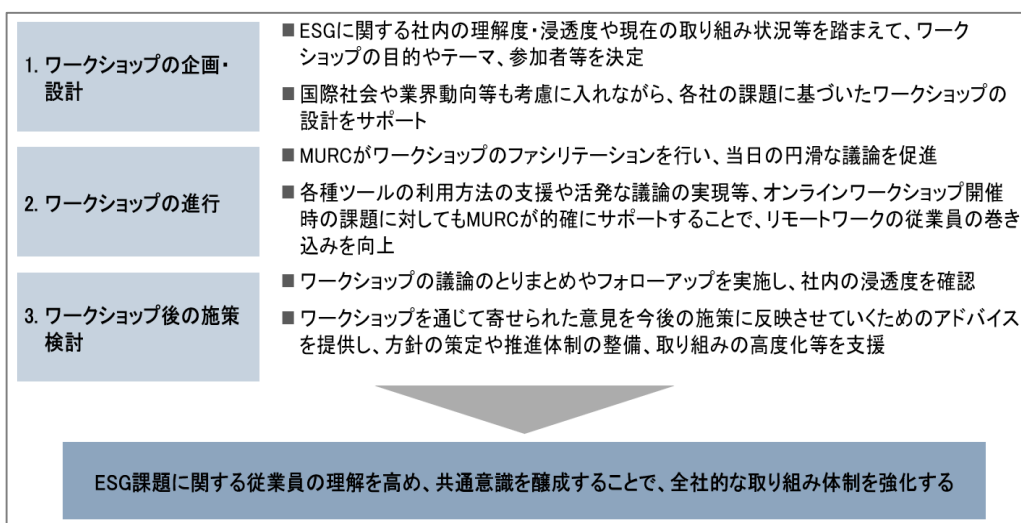 1. ワークショップの企画・
設計
■ESGに関する社内の理解度・浸透度や現在の取り組み状況等を踏まえて、ワーク
ショップの目的やテーマ、参加者等を決定
■国際社会や業界動向等も考慮に入れながら、各社の課題に基づいたワークショップの
設計をサポート
2. ワークショップの進行
■MURCがワークショップのファシリテーションを行い、当日の円滑な議論を促進
■各種ツールの利用方法の支援や活発な議論の実現等、オンラインワークショップ開催
時の課題に対してもMURCが的確にサポートすることで、リモートワークの従業員の巻き
込みを向上
3. ワークショップ後の施策
検討
■ワークショップの議論のとりまとめやフォローアップを実施し、社内の浸透度を確認
■ワークショップを通じて寄せられた意見を今後の施策に反映させていくためのアドバイス
を提供し、方針の策定や推進体制の整備、取り組みの高度化等を支援
ESG課題に関する従業員の理解を高め、共通意識を醸成することで、全社的な取り組み体制を強化する